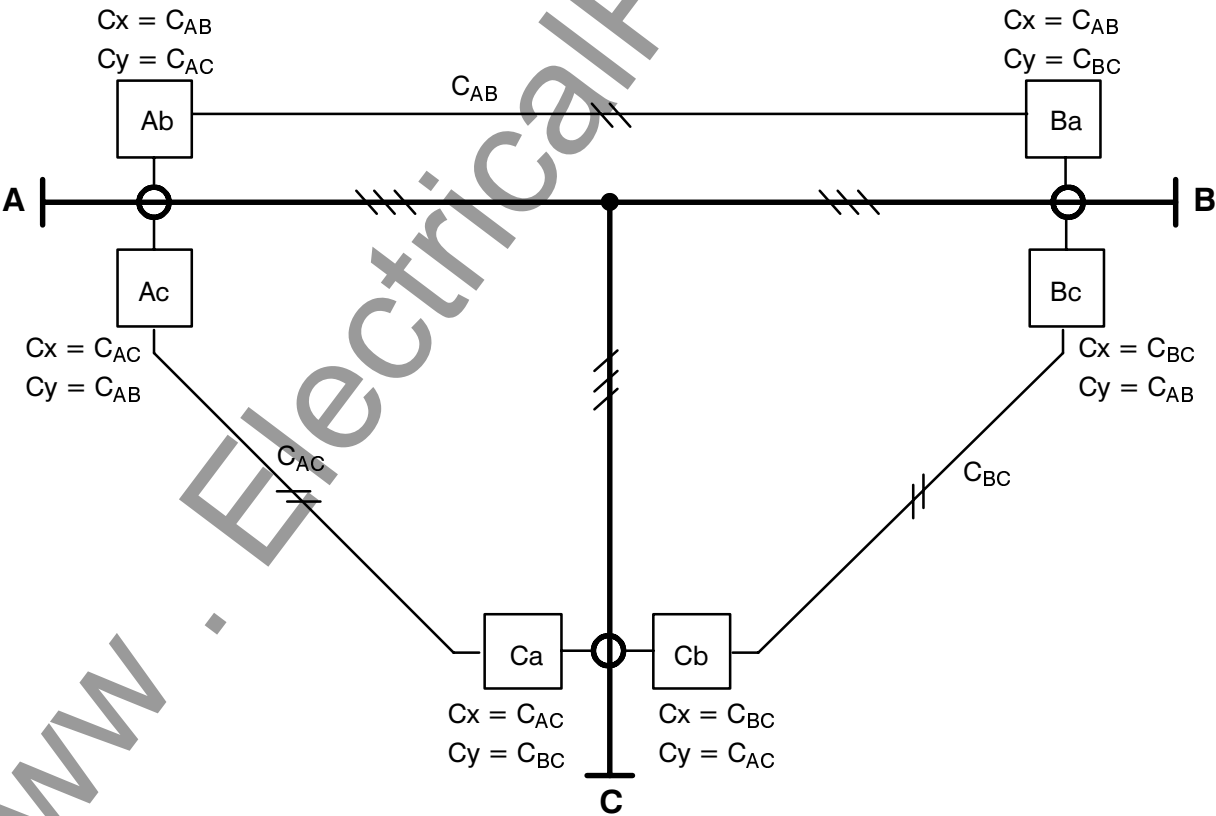 Cx = CAB
Cy = CAC
Cx = CAB
Cy = CBC
CAB
Ab
Ba
A
B
Ac
Bc
Cx = CAC
Cy = CAB
Cx = CBC
Cy = CAB
CAC
CBC
Ca
Cb
Cx = CAC
Cy = CBC
Cx = CBC
Cy = CAC
C
ww . ElectricalP